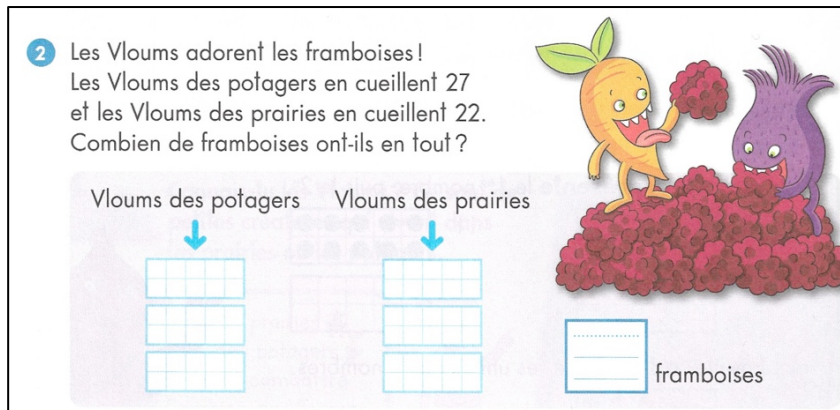 2 Les Vloums adorent les framboises !
Les Vloums des potagers en cueillent 27
et les Vloums des prairies en cueillent 22.
Combien de framboises ont-ils en tout ?
Vloums des potagers Vloums des prairies
framboises